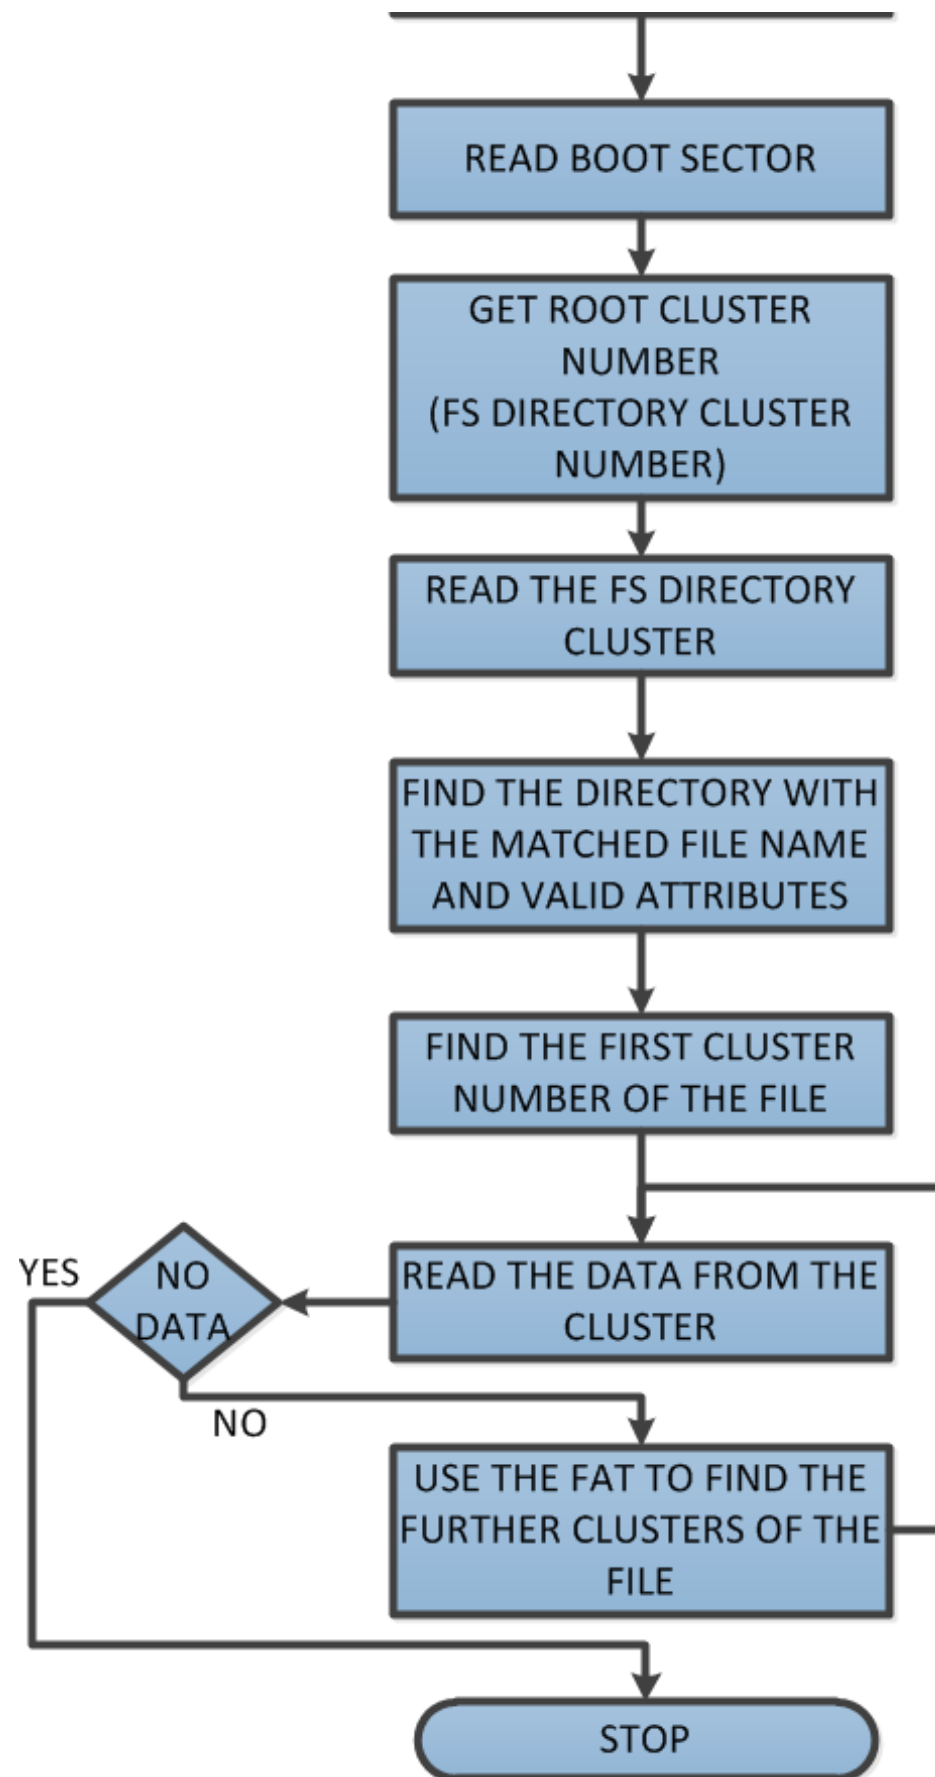 READ BOOT SECTOR
GET ROOT CLUSTER
NUMBER
(FS DIRECTORY CLUSTER
NUMBER)
READ THE FS DIRECTORY
CLUSTER
FIND THE DIRECTORY WITH
THE MATCHED FILE NAME
AND VALID ATTRIBUTES
FIND THE FIRST CLUSTER
NUMBER OF THE FILE
READ THE DATA FROM THE
CLUSTER
YES
NO
DATA
NO
USE THE FAT TO FIND THE
FURTHER CLUSTERS OF THE
FILE
STOP